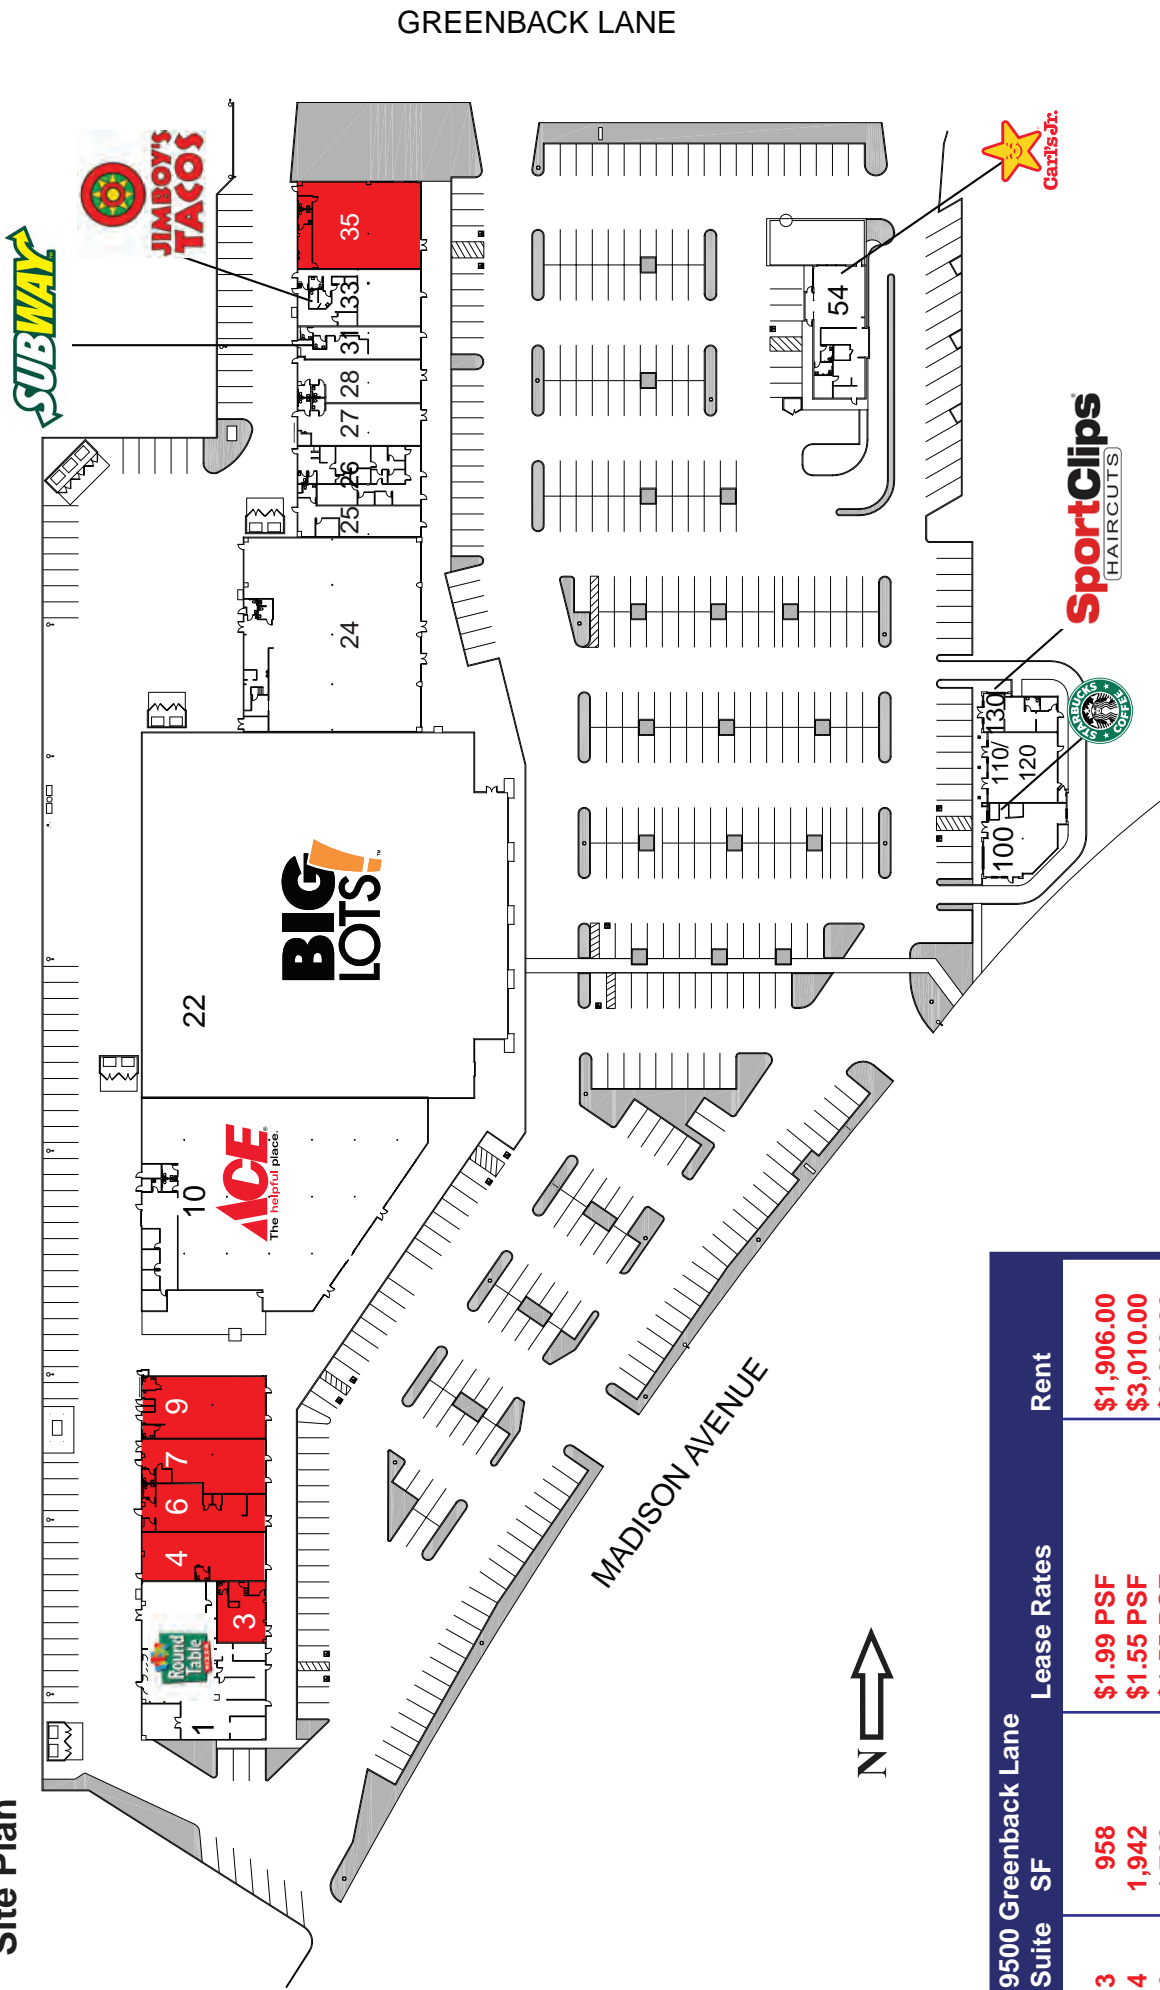 GREENBACK LANE
SUBWAY
JIMBOY'S
TACOS
35
33
31
28
27
26
25
24
54
Carl's Jr.
SportClips
HAIRCUTS
STARBUCKS
COFFEE
130
110/
120
100
22
BIG
LOTS!
10
ACE
The helpful place.
9
7
6
4
3
Round
Table
PIZZA
1
MADISON AVENUE
N
Site Plan
9500 Greenback Lane
Suite SF Lease Rates Rent
3 958 $1.99 PSF $1,906.00
4 1,942 $1.55 PSF $3,010.00